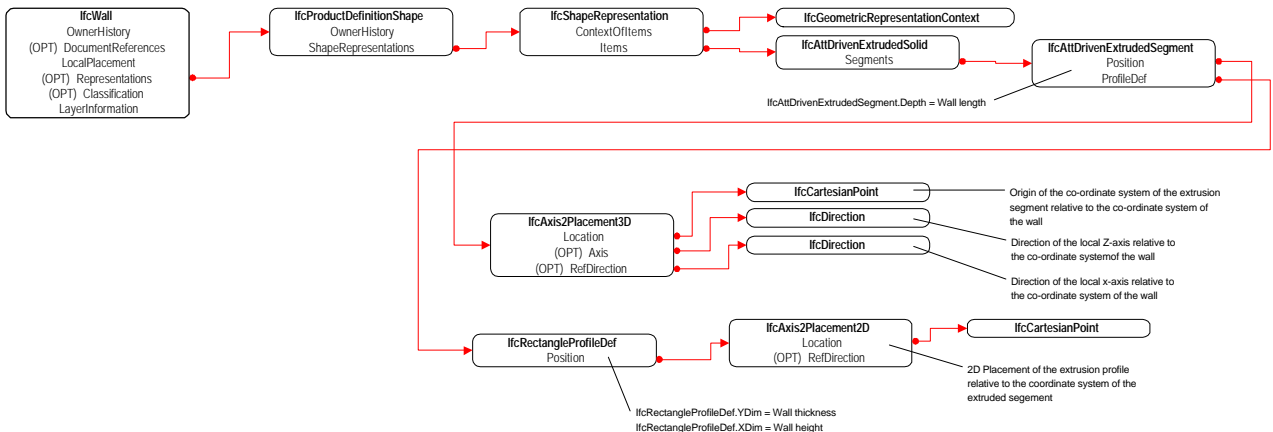 IfcWall
OwnerHistory
(OPT) DocumentReferences
LocalPlacement
(OPT) Representations
(OPT) Classification
LayerInformation
IfcProductDefinitionShape
OwnerHistory
ShapeRepresentations
IfcShapeRepresentation
ContextOfItems
Items
IfcGeometricRepresentationContext
IfcAttDrivenExtrudedSolid
Segments
IfcAttDrivenExtrudedSegment
Position
ProfileDef
IfcAttDrivenExtrudedSegment.Depth = Wall length
IfcAxis2Placement3D
Location
(OPT) Axis
(OPT) RefDirection
IfcCartesianPoint
IfcDirection
IfcDirection
Origin of the co-ordinate system of the extrusion
segment relative to the co-ordinate system of
the wall
Direction of the local Z-axis relative to
the co-ordinate systemof the wall
Direction of the local x-axis relative to
the co-ordinate system of the wall
IfcRectangleProfileDef
Position
IfcAxis2Placement2D
Location
(OPT) RefDirection
IfcCartesianPoint
2D Placement of the extrusion profile
relative to the coordinate system of the
extruded segement
IfcRectangleProfileDef.YDim = Wall thickness
IfcRectangleProfileDef.XDim = Wall height